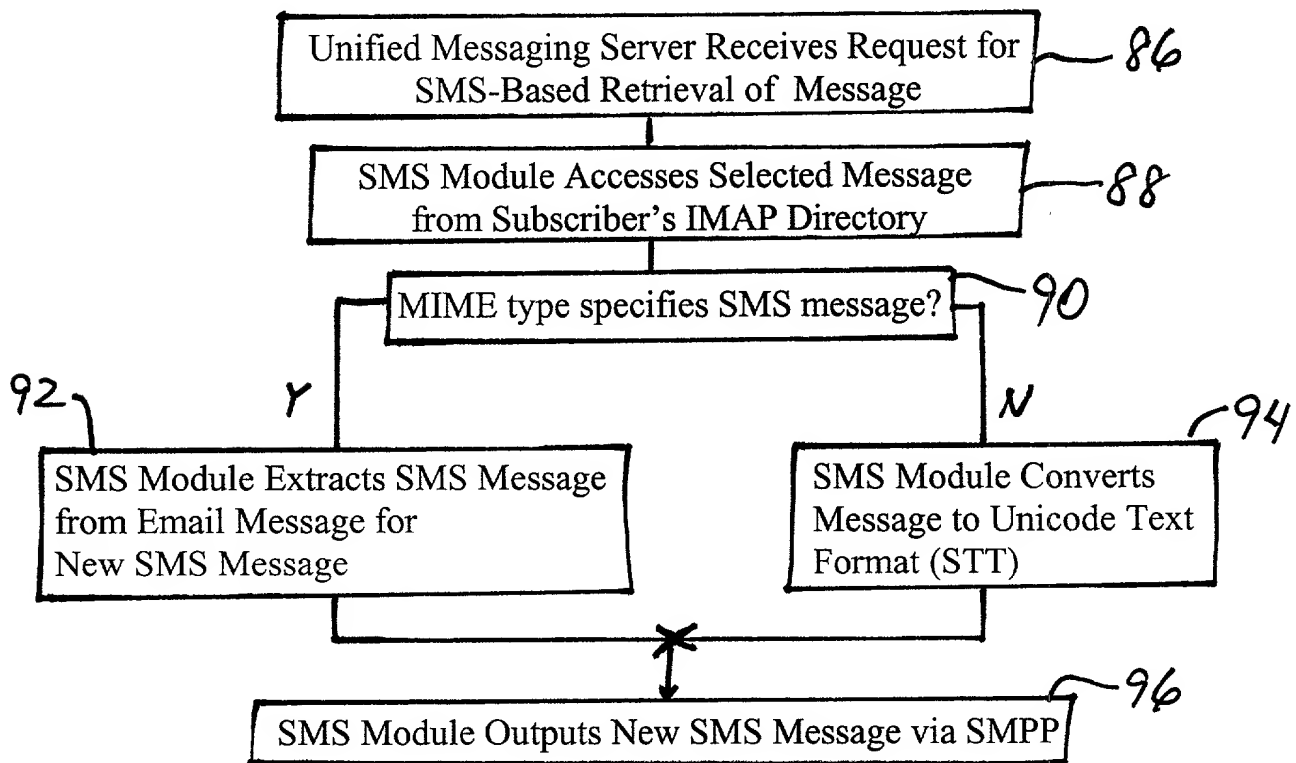 Unified Messaging Server Receives Request for
SMS-Based Retrieval of Message
86
SMS Module Accesses Selected Message
from Subscriber's IMAP Directory
88
MIME type specifies SMS message?
90
92
Y
N
94
SMS Module Extracts SMS Message
from Email Message for
New SMS Message
SMS Module Converts
Message to Unicode Text
Format (STT)
96
SMS Module Outputs New SMS Message via SMPP